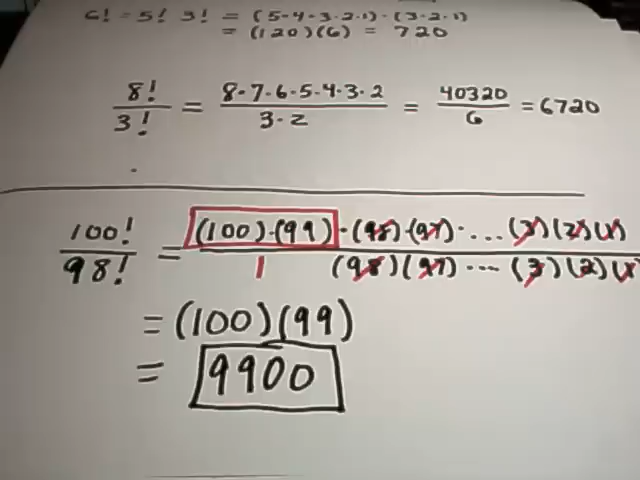 6! = 5! 3! = (5·4·3·2·1)·(3·2·1)
= (120)(6) = 720
8!/3! = 8·7·6·5·4·3·2/3·2 = 40320/6 = 6720
100!/98! = (100)·(99)·(98)·(97)·...·(3)(2)(1)/1 (98)(97)····(3)(2)(1)
= (100)(99)
= 9900